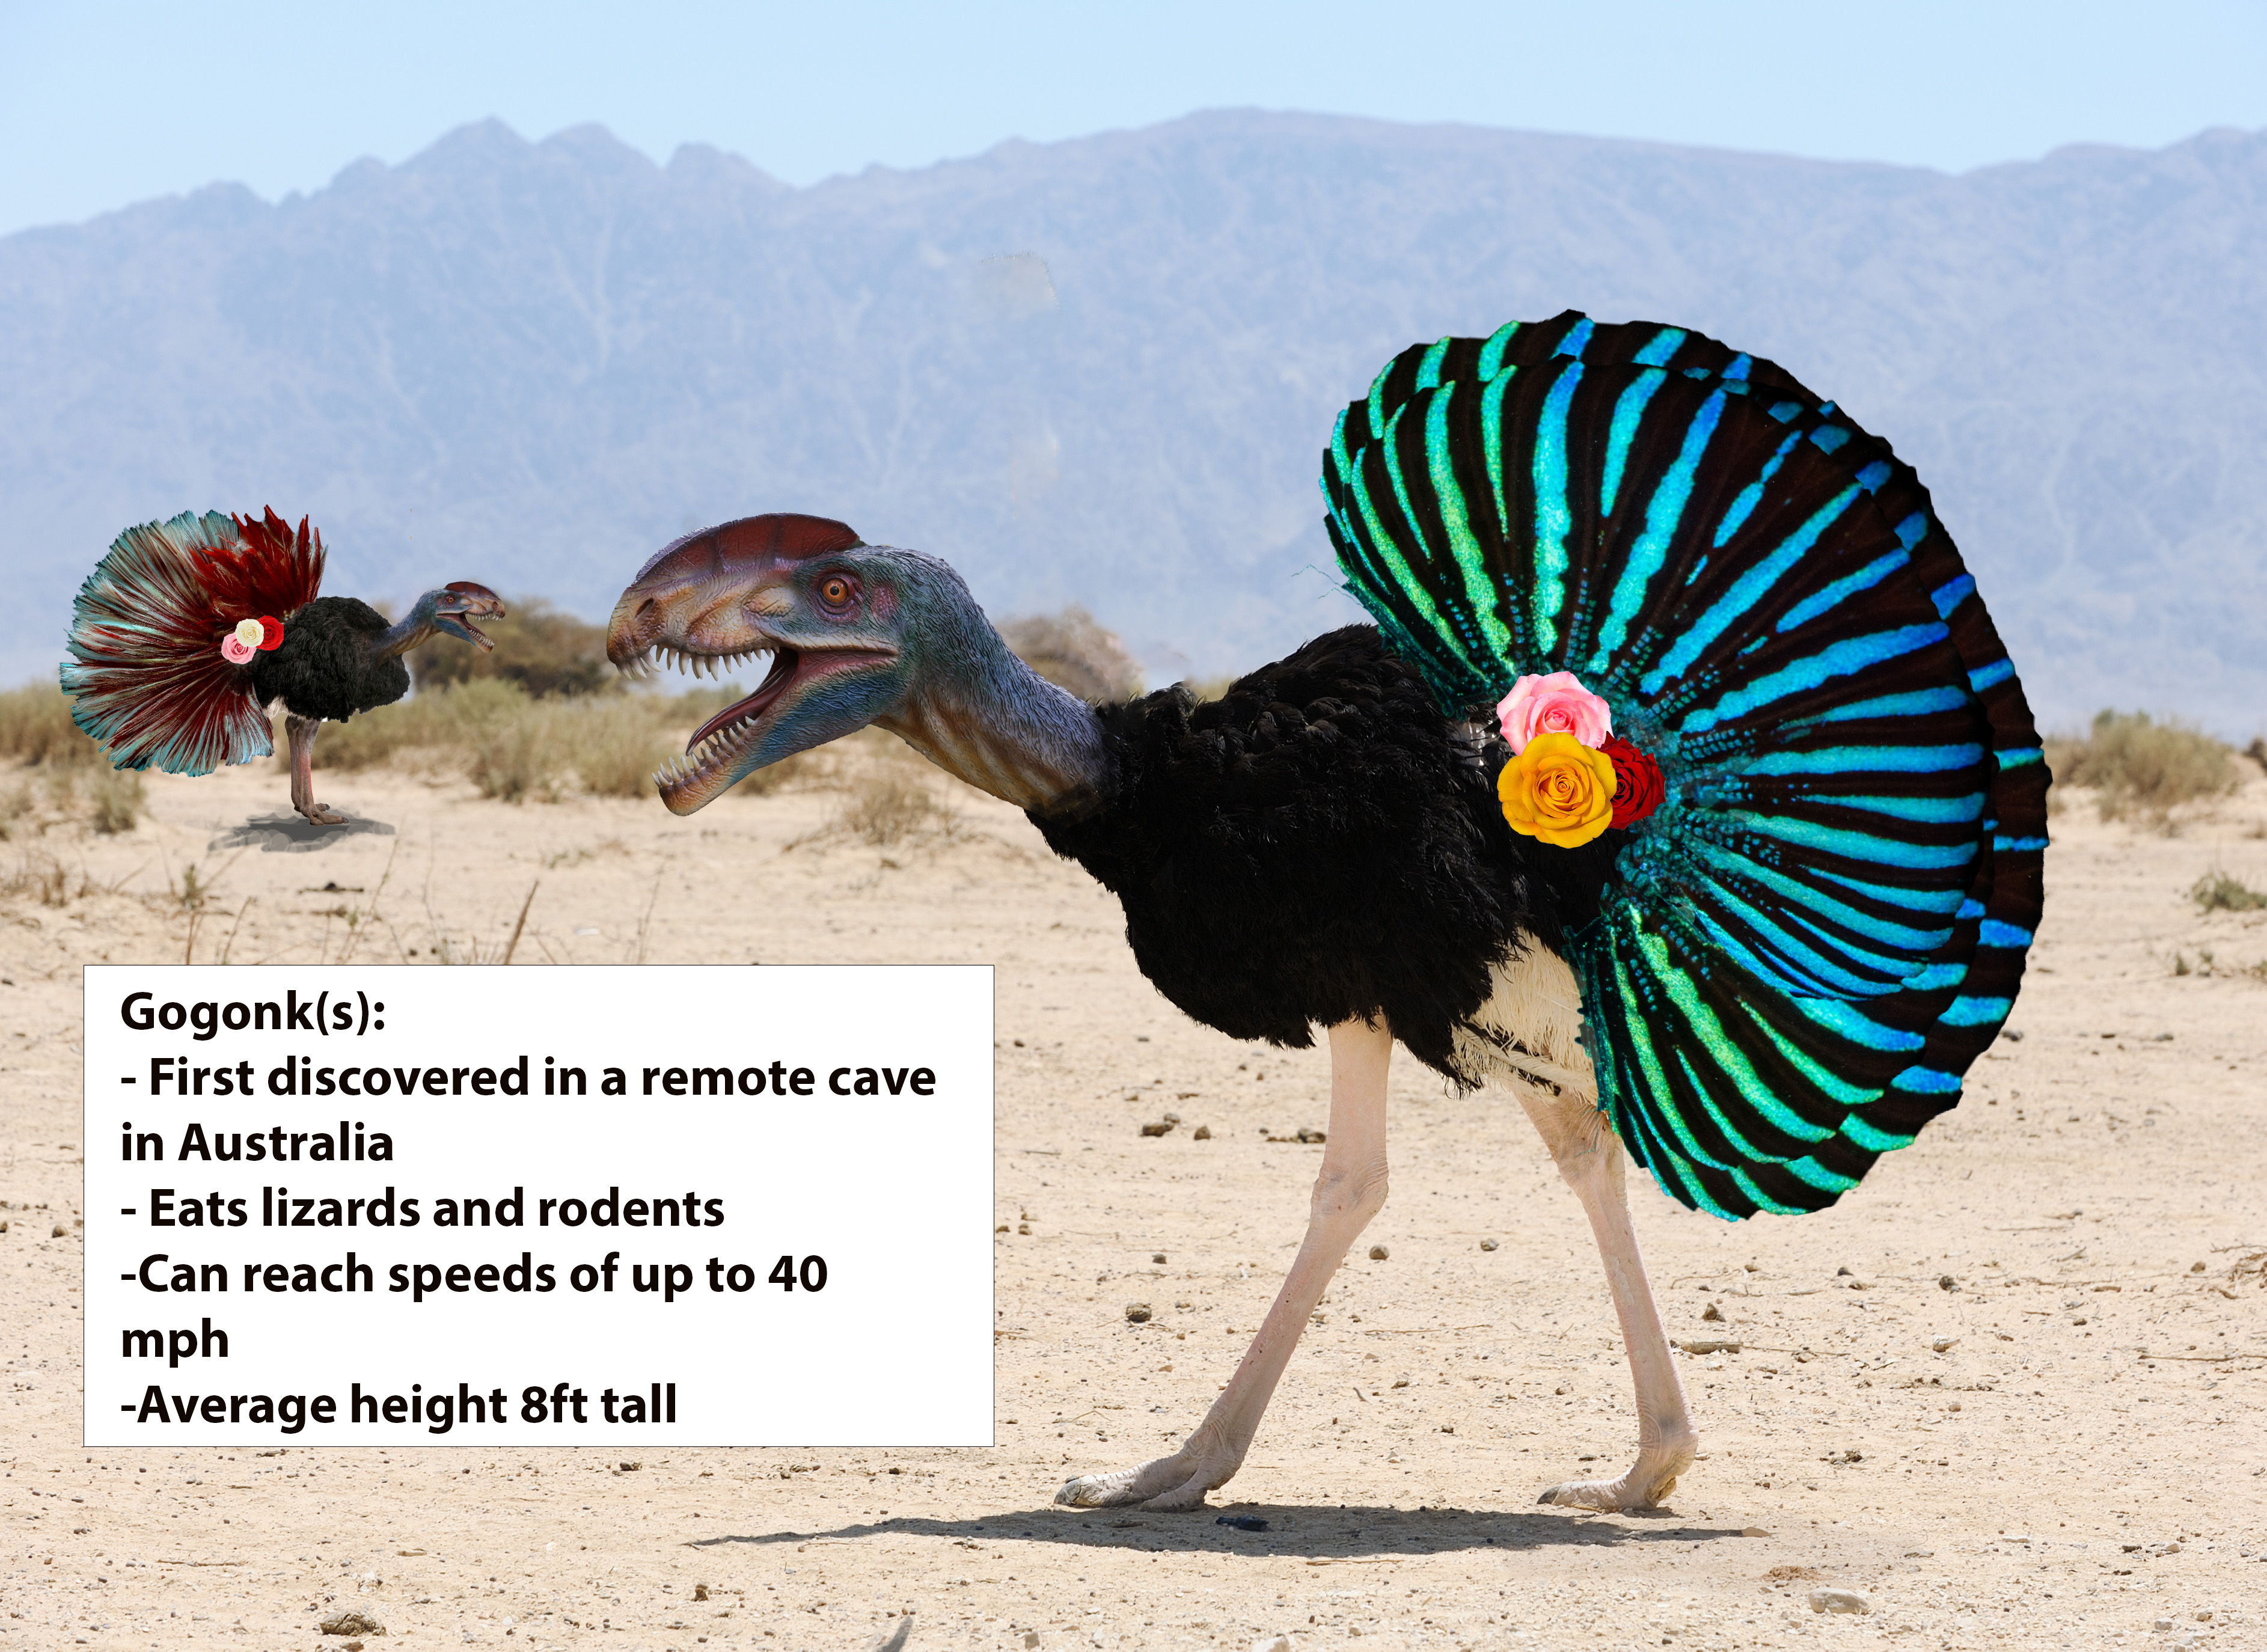 Gogonk(s):
- First discovered in a remote cave
in Australia
- Eats lizards and rodents
-Can reach speeds of up to 40
mph
-Average height 8ft tall